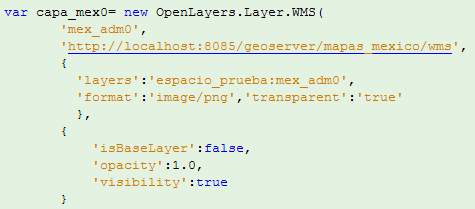 var capa_mex0= new OpenLayers.Layer.WMS(
'mex_adm0',
'http://localhost:8085/geoserver/mapas_mexico/wms',
{
'layers':'espacio_prueba:mex_adm0',
'format':'image/png','transparent':'true'
},
{
'isBaseLayer':false,
'opacity':1.0,
'visibility':true
}